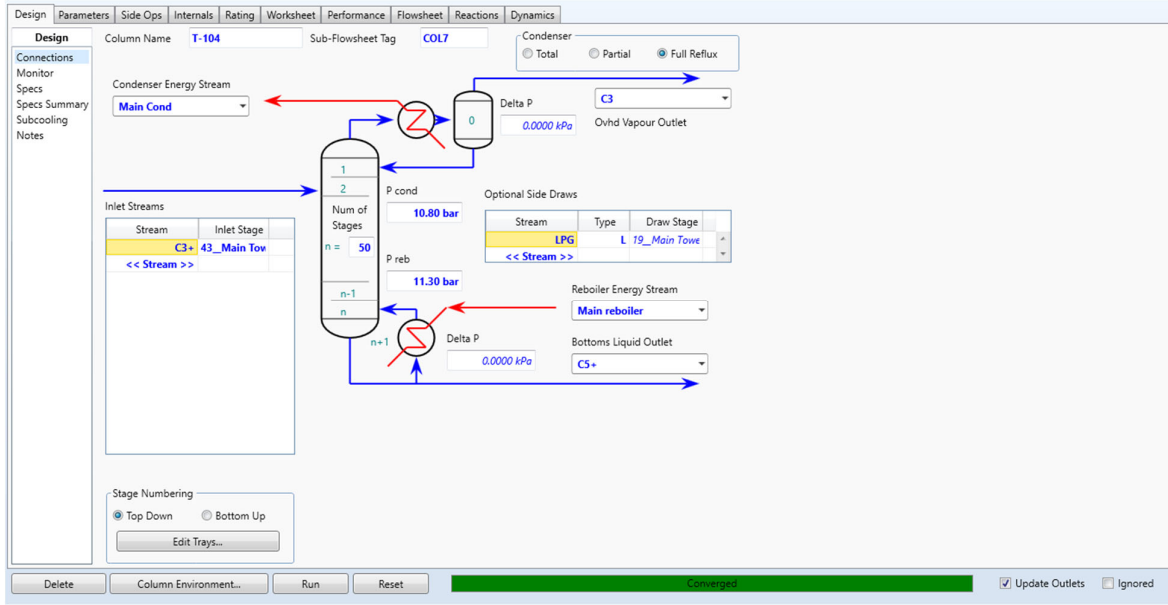 Design Parameters Side Ops Internals Rating Worksheet Performance Flowsheet Reactions Dynamics
Design
Connections
Monitor
Specs
Specs Summary
Subcooling
Notes
Column Name T-104 Sub-Flowsheet Tag COL7
Condenser
Total Partial Full Reflux
Condenser Energy Stream
Main Cond
0
Delta P
0.0000 kPa
C3
Ovhd Vapour Outlet
Inlet Streams
Stream Inlet Stage
C3+ 43__Main Tow
<< Stream >>
1
2
Num of
Stages
n = 50
n-1
n
n+1
P cond
10.80 bar
P reb
11.30 bar
Delta P
0.0000 kPa
Optional Side Draws
Stream Type Draw Stage
LPG L 19__Main Towe
<< Stream >>
Reboiler Energy Stream
Main reboiler
Bottoms Liquid Outlet
C5+
Stage Numbering
Top Down Bottom Up
Edit Trays...
Delete Column Environment... Run Reset Converged Update Outlets Ignored